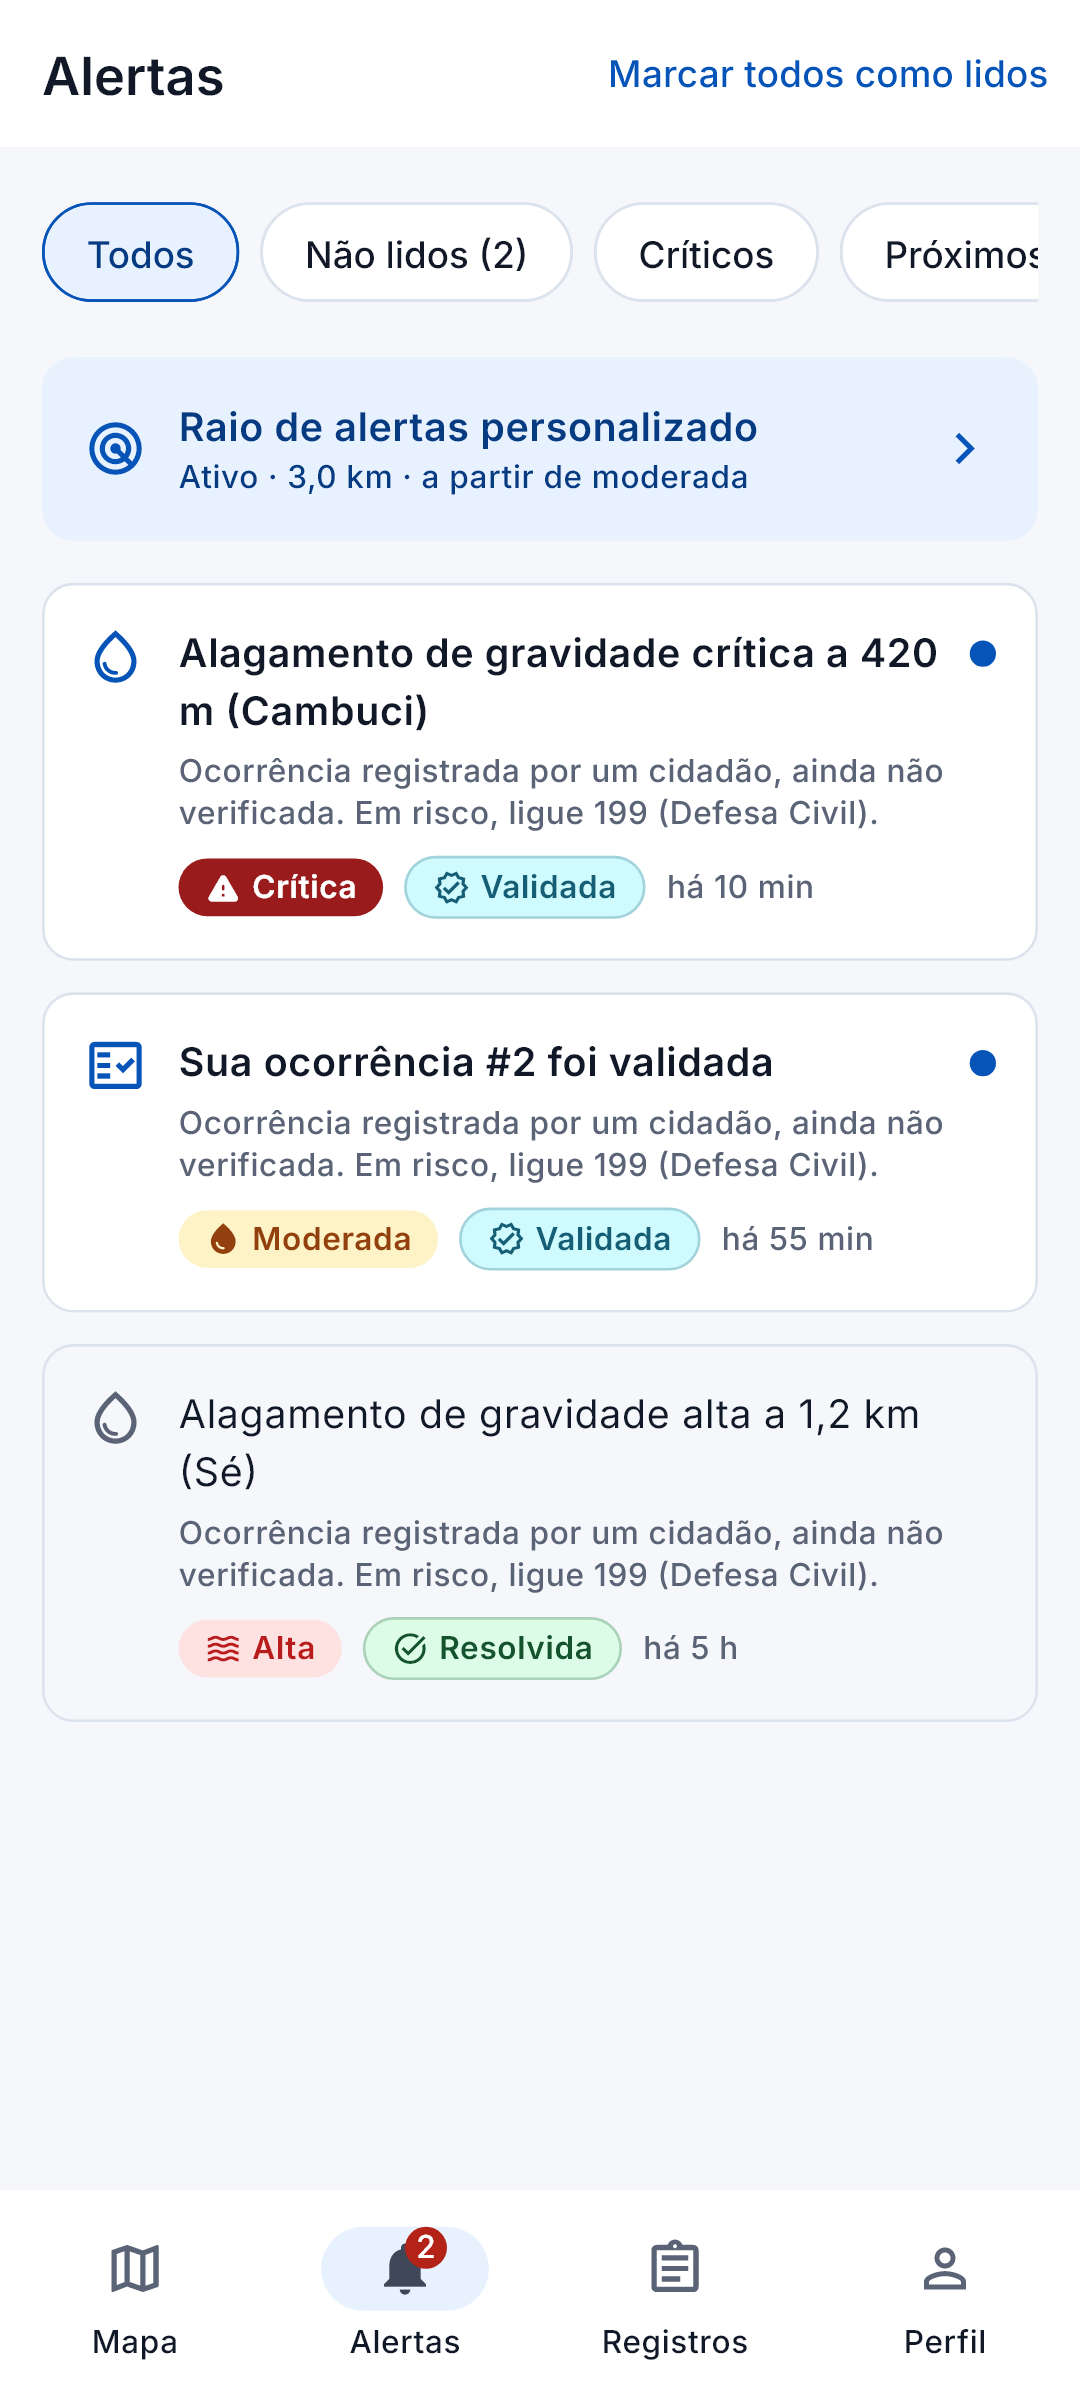 Alertas
Marcar todos como lidos
Todos
Não lidos (2)
Críticos
Próximos
Raio de alertas personalizado
Ativo · 3,0 km · a partir de moderada
Alagamento de gravidade crítica a 420
m (Cambuci)
Ocorrência registrada por um cidadão, ainda não
verificada. Em risco, ligue 199 (Defesa Civil).
Crítica
Validada
há 10 min
Sua ocorrência #2 foi validada
Ocorrência registrada por um cidadão, ainda não
verificada. Em risco, ligue 199 (Defesa Civil).
Moderada
Validada
há 55 min
Alagamento de gravidade alta a 1,2 km
(Sé)
Ocorrência registrada por um cidadão, ainda não
verificada. Em risco, ligue 199 (Defesa Civil).
Alta
Resolvida
há 5 h
2
Mapa
Alertas
Registros
Perfil